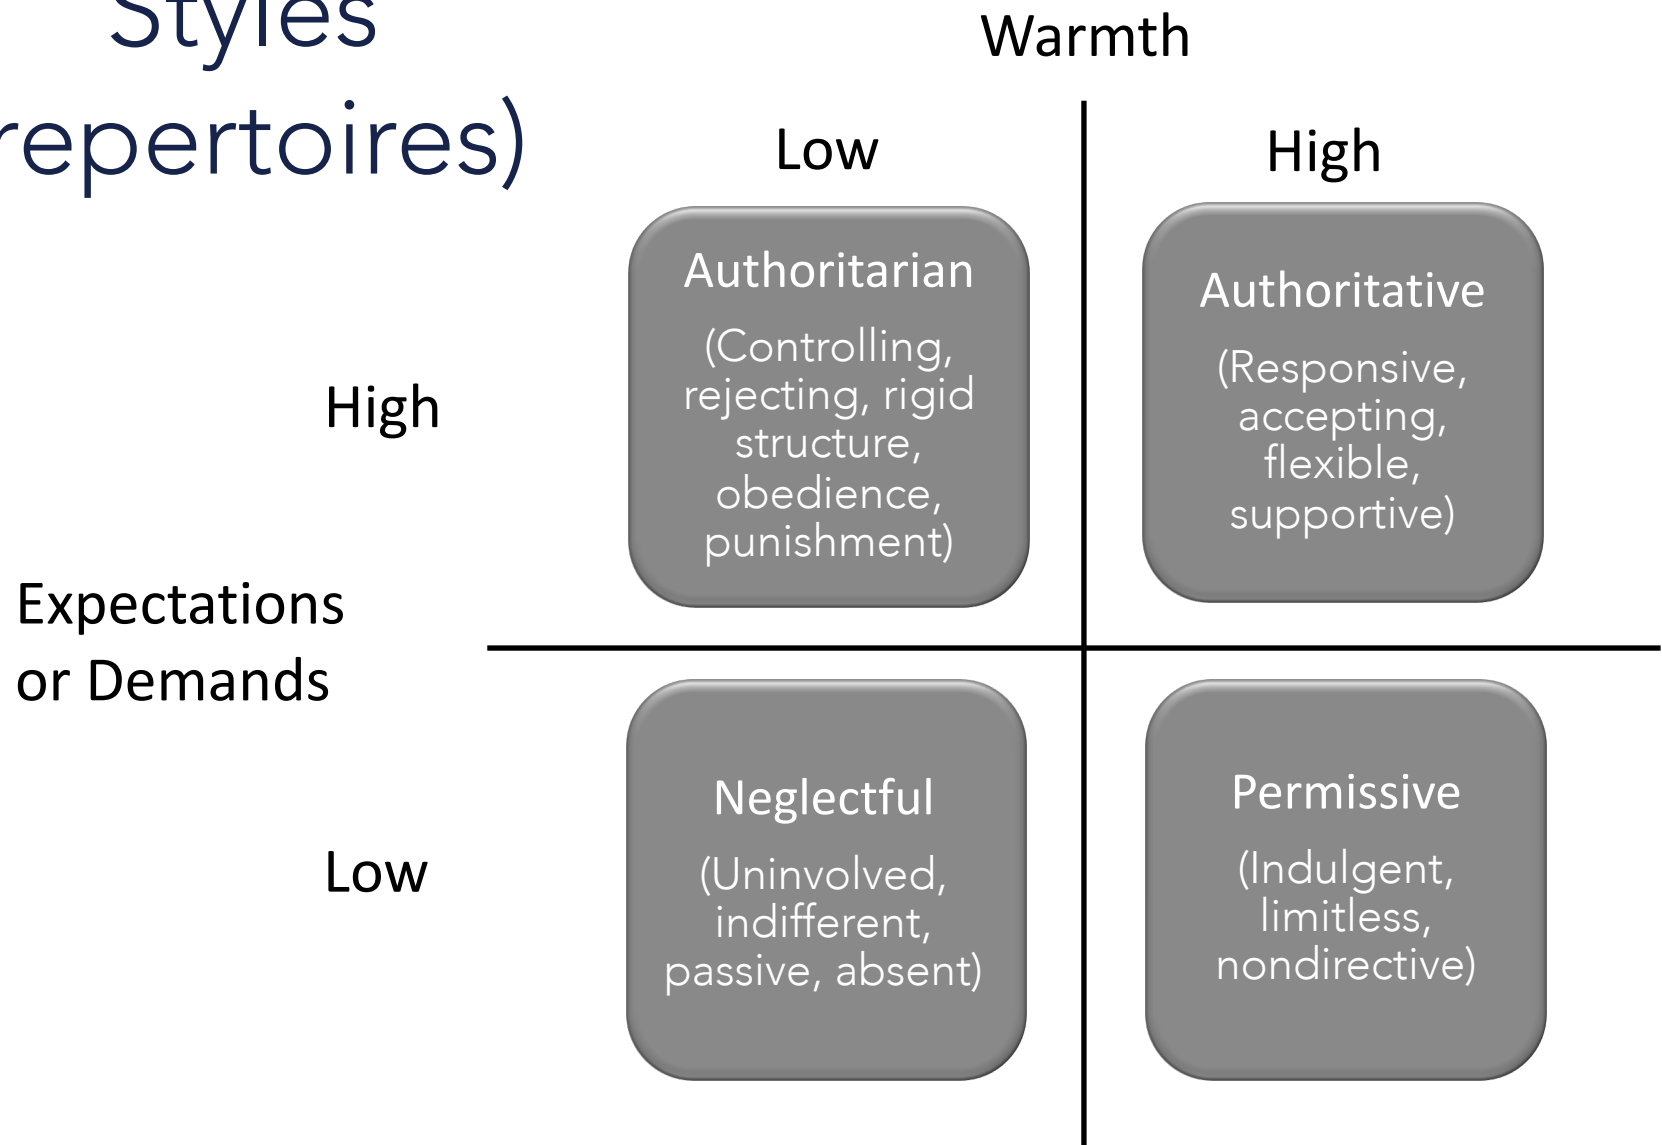 Styles
repertoires)
Warmth
Low
High
High
Expectations
or Demands
Low
Authoritarian
(Controlling,
rejecting, rigid
structure,
obedience,
punishment)
Authoritative
(Responsive,
accepting,
flexible,
supportive)
Neglectful
(Uninvolved,
indifferent,
passive, absent)
Permissive
(Indulgent,
limitless,
nondirective)